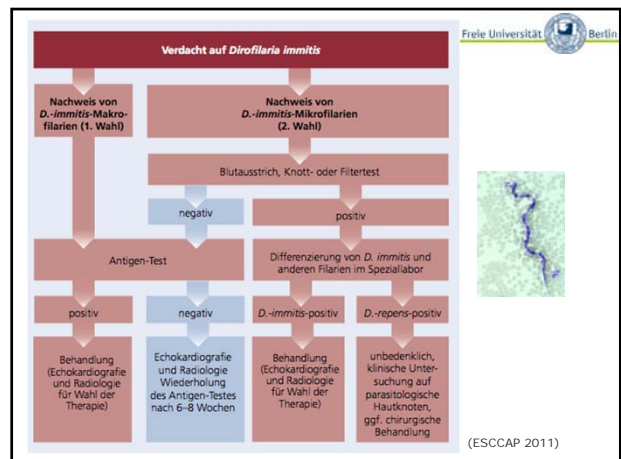 Freie Universität Berlin
Verdacht auf Dirofilaria immitis
Nachweis von
D.-immitis-Makro-
filarien (1. Wahl)
Nachweis von
D.-immitis-Mikrofilarien
(2. Wahl)
Blutausstrich, Knott- oder Filtertest
negativ
positiv
Antigen-Test
Differenzierung von D. immitis und
anderen Filarien im Speziallabor
positiv
negativ
D.-immitis-positiv
D.-repens-positiv
Behandlung
(Echokardiografie
und Radiologie
für Wahl der
Therapie)
Echokardiografie
und Radiologie
Wiederholung
des Antigen-Testes
nach 6–8 Wochen
Behandlung
(Echokardiografie
und Radiologie
für Wahl der
Therapie)
unbedenklich,
klinische Unter-
suchung auf
parasitologische
Hautknoten,
ggf. chirurgische
Behandlung
(ESCCAP 2011)